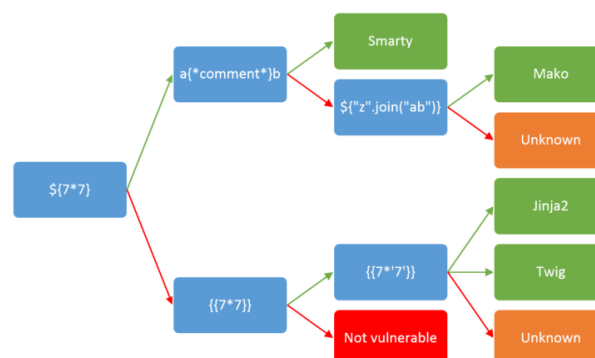 Smarty
a{*comment*}b
Mako
${"z".join("ab")}
Unknown
${7*7}
Jinja2
{{7*7}}
{{7*'7'}}
Twig
Not vulnerable
Unknown